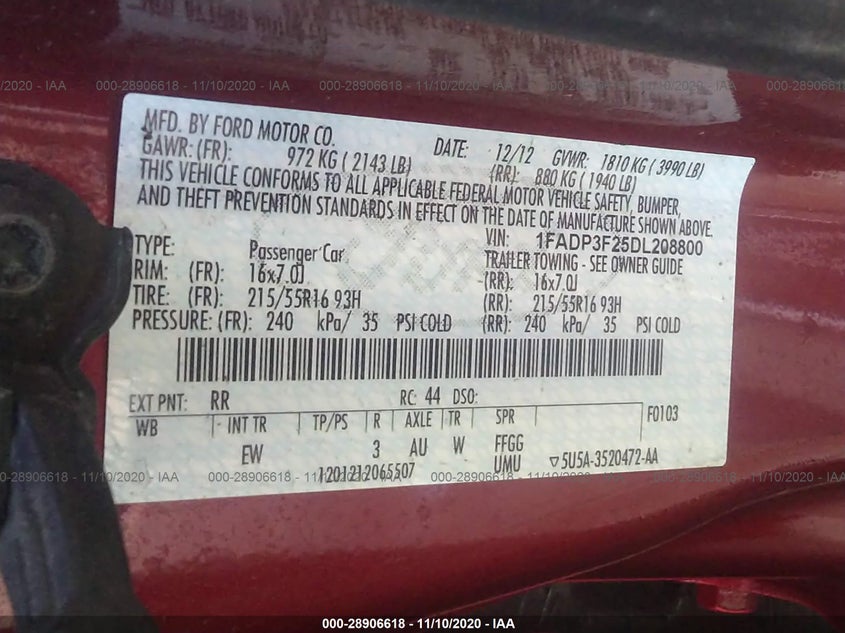 11/10/2020 - IAA 000-28906618 - 11/10/2020 - IAA 000-28906618 - 11/10/2020 - IAA 000-28906618
MFD. BY FORD MOTOR CO. DATE: 12/12 GVWR: 1810 KG ( 3990 LB)
GAWR: (FR): 972 KG ( 2143 LB) (RR): 880 KG ( 1940 LB)
THIS VEHICLE CONFORMS TO ALL APPLICABLE FEDERAL MOTOR VEHICLE SAFETY, BUMPER,
AND THEFT PREVENTION STANDARDS IN EFFECT ON THE DATE OF MANUFACTURE SHOWN ABOVE.
VIN: 1FADP3F25DL208800
TYPE: Passenger Car TRAILER TOWING - SEE OWNER GUIDE
RIM: (FR): 16x7.0J (RR): 16x7.0J
TIRE: (FR): 215/55R16 93H (RR): 215/55R16 93H
PRESSURE: (FR): 240 kPa/ 35 PSI COLD (RR): 240 kPa/ 35 PSI COLD
EXT PNT: RR RC: 44 DSO:
WB INT TR TP/PS R AXLE TR SPR F0103
EW 3 AU W FFGG
UMU ▽5U5A-3520472-AA
1201212065507
11/10/2020 - IAA 000-28906618 - 11/10/2020 - IAA 000-28906618 - 11/10/2020 - IAA 000-28906618
000-28906618 - 11/10/2020 - IAA